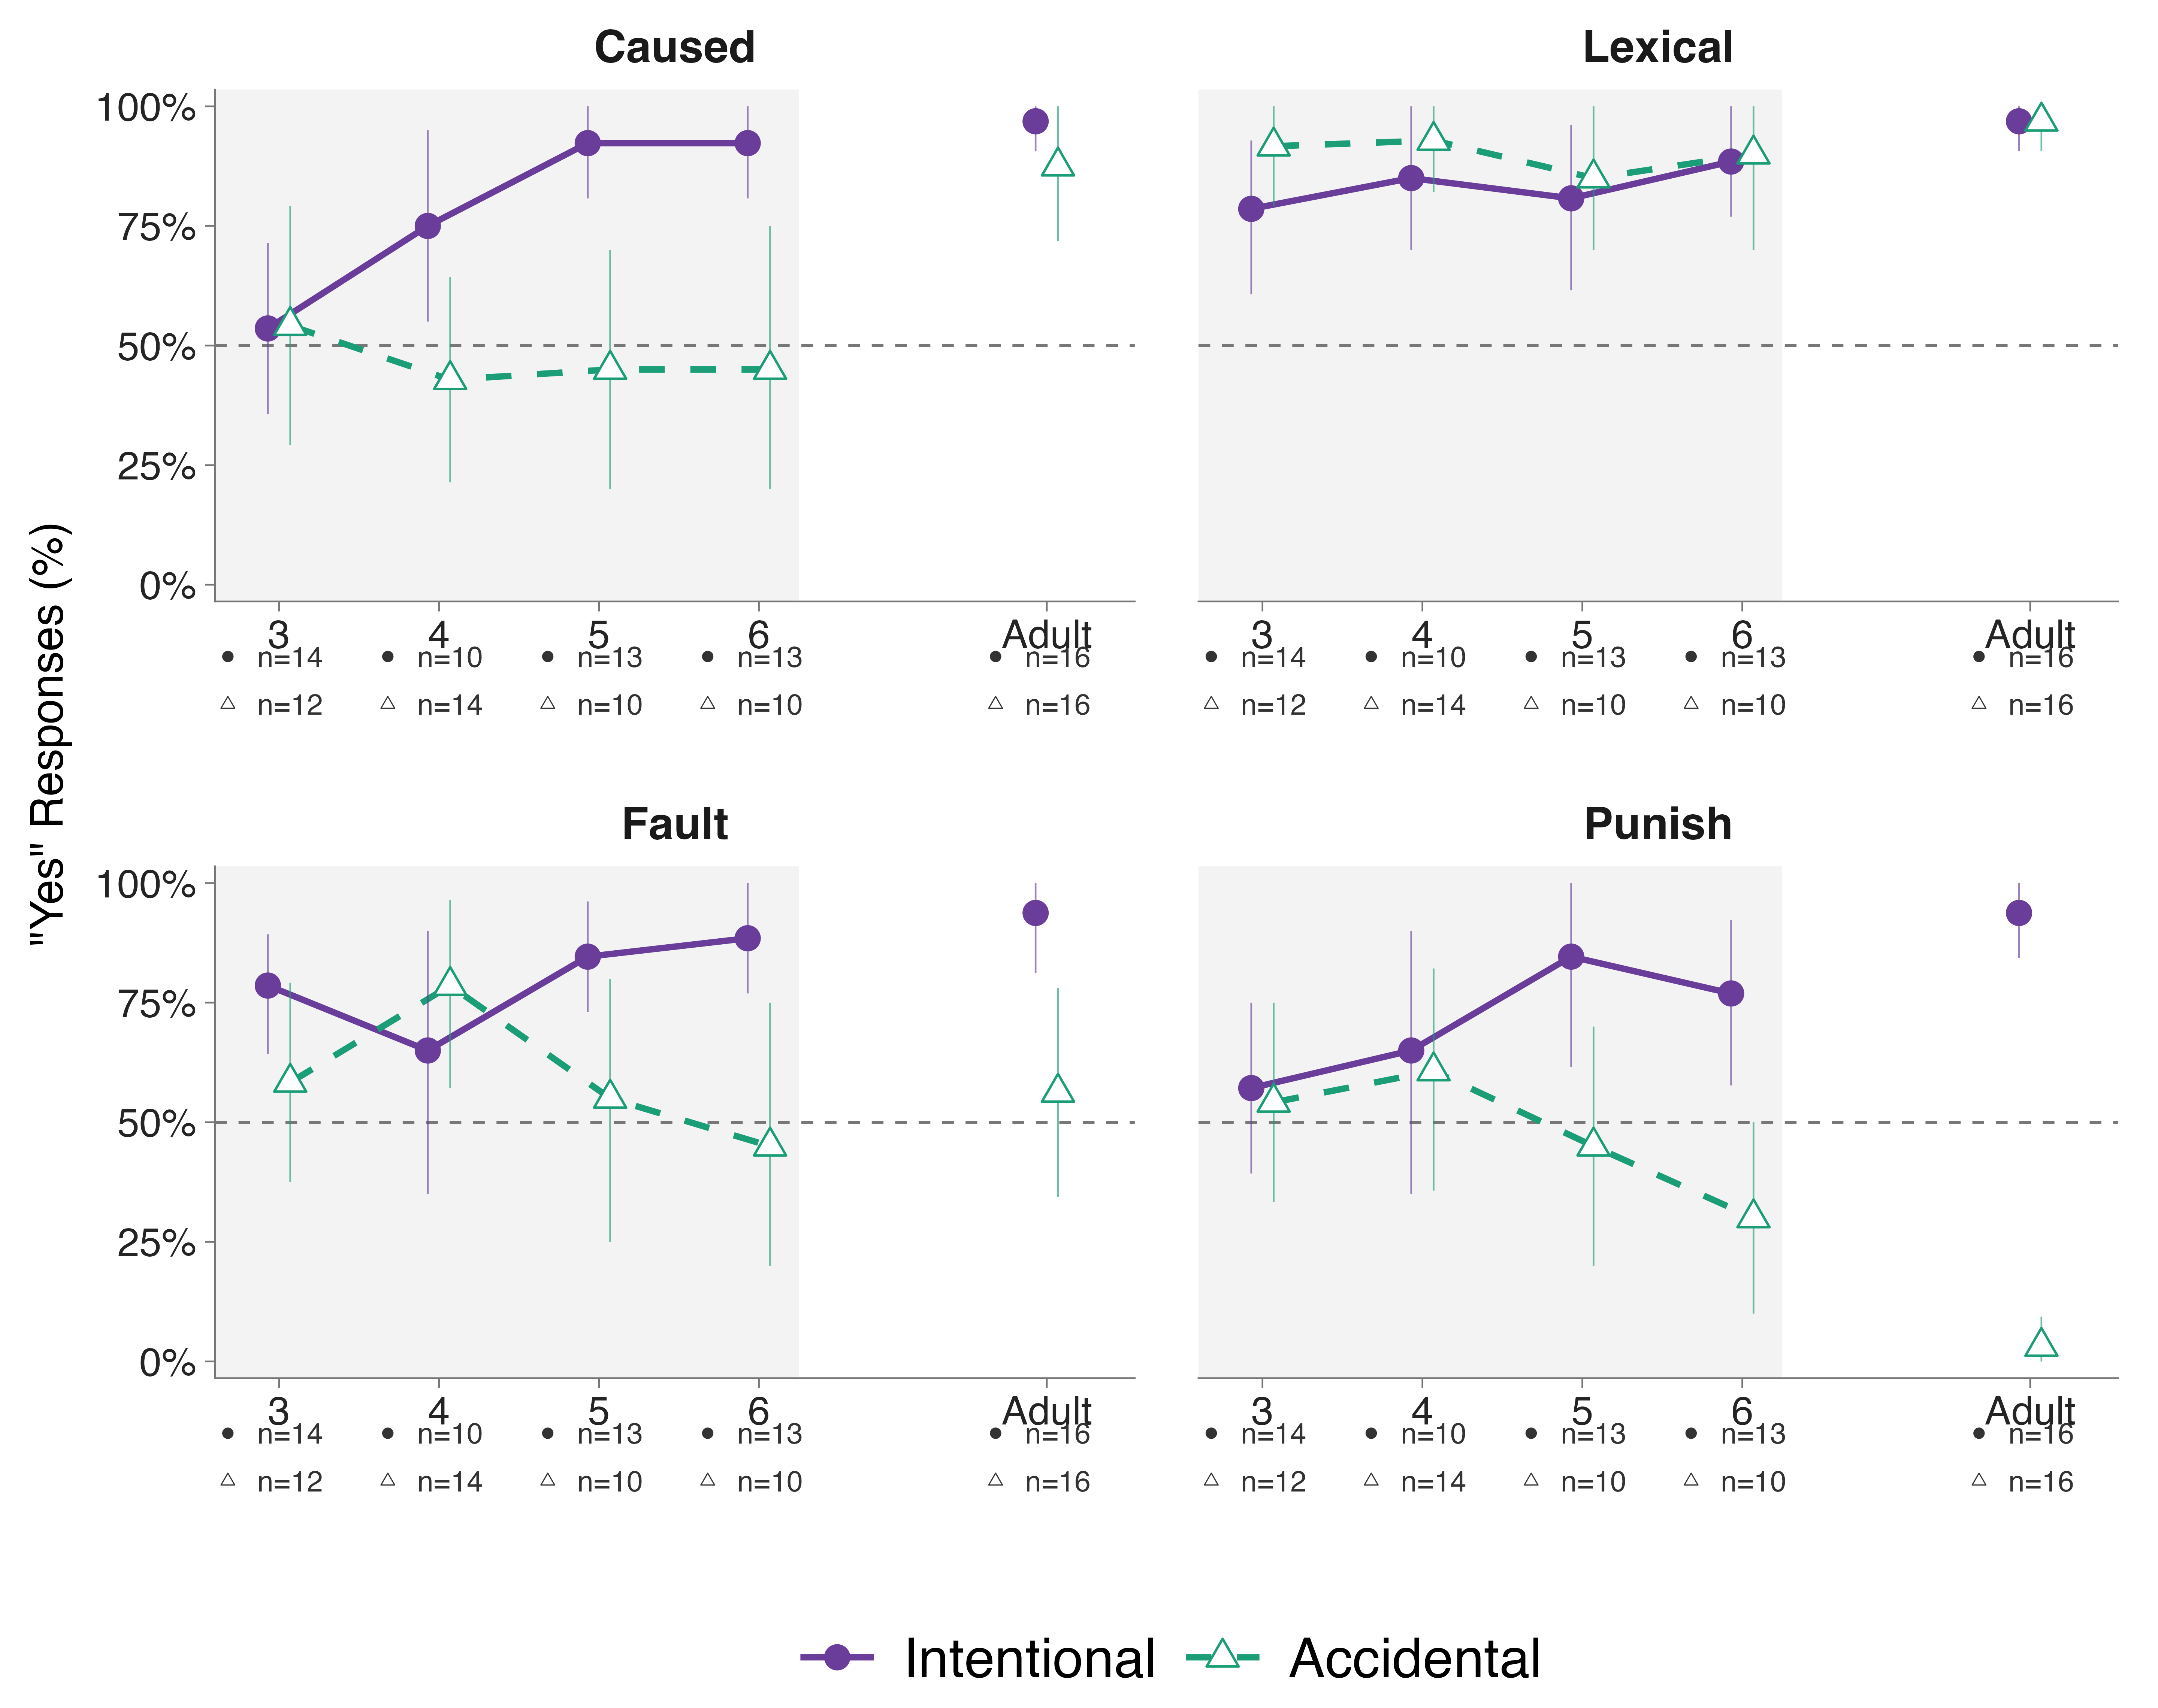 Caused
Lexical
"Yes" Responses (%)
100%
75%
50%
25%
0%
3 4 5 6 Adult
n=14 n=10 n=13 n=13 n=16
n=12 n=14 n=10 n=10 n=16
3 4 5 6 Adult
n=14 n=10 n=13 n=13 n=16
n=12 n=14 n=10 n=10 n=16
Fault
Punish
100%
75%
50%
25%
0%
3 4 5 6 Adult
n=14 n=10 n=13 n=13 n=16
n=12 n=14 n=10 n=10 n=16
3 4 5 6 Adult
n=14 n=10 n=13 n=13 n=16
n=12 n=14 n=10 n=10 n=16
Intentional Accidental